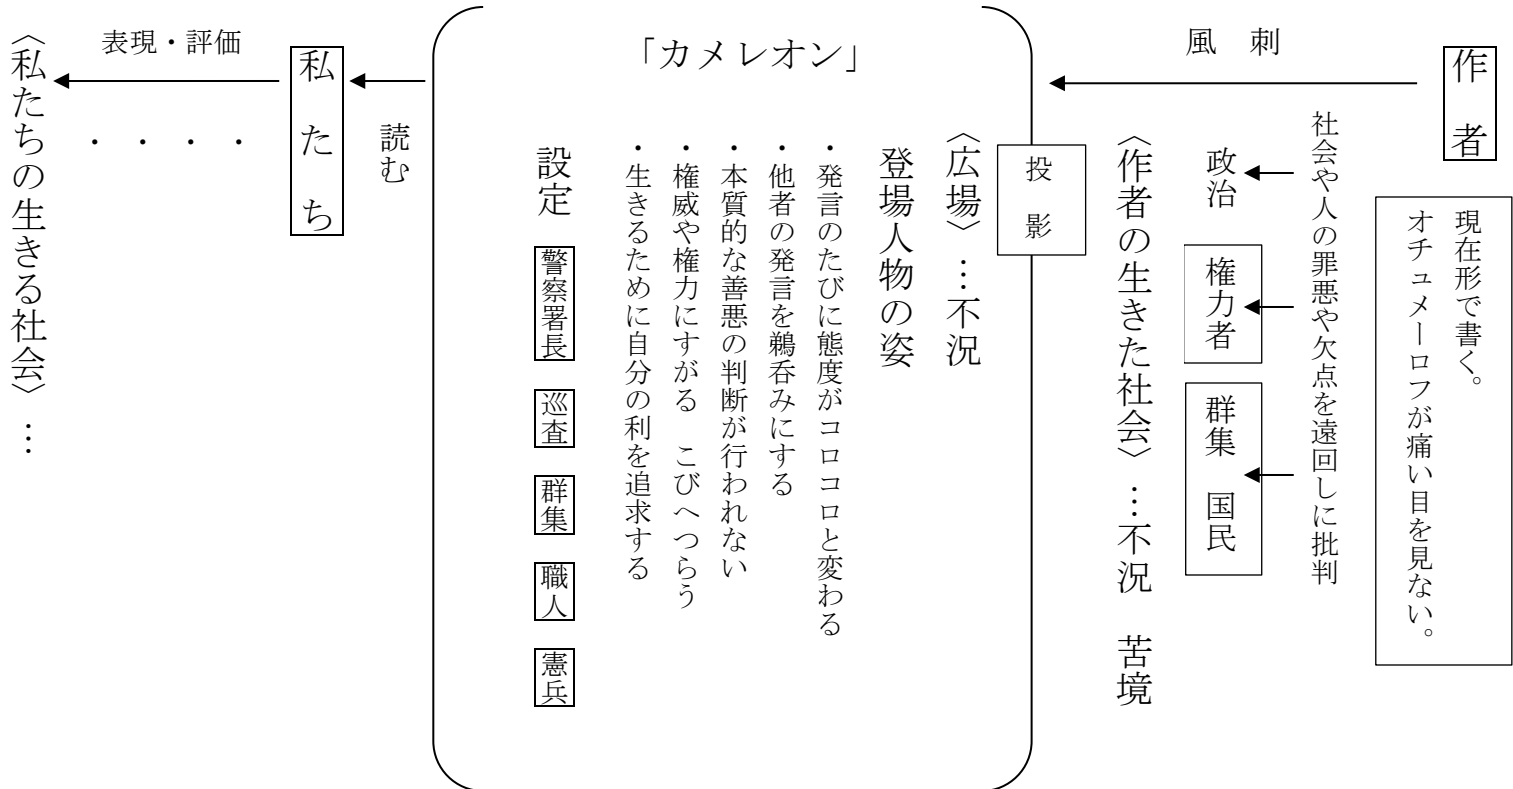 作者
現在形で書く。
オチュメーロフが痛い目を見ない。
風刺
社会や人の罪悪や欠点を遠回しに批判
政治
権力者
群集　国民
〈作者の生きた社会〉…不況　苦境
投影
「カメレオン」
〈広場〉…不況
登場人物の姿
・発言のたびに態度がコロコロと変わる
・他者の発言を鵜呑みにする
・本質的な善悪の判断が行われない
・権威や権力にすがる　こびへつらう
・生きるために自分の利を追求する
設定　警察署長　巡査　群集　職人　憲兵
読む
私たち
表現・評価
・
・
・
・
〈私たちの生きる社会〉…